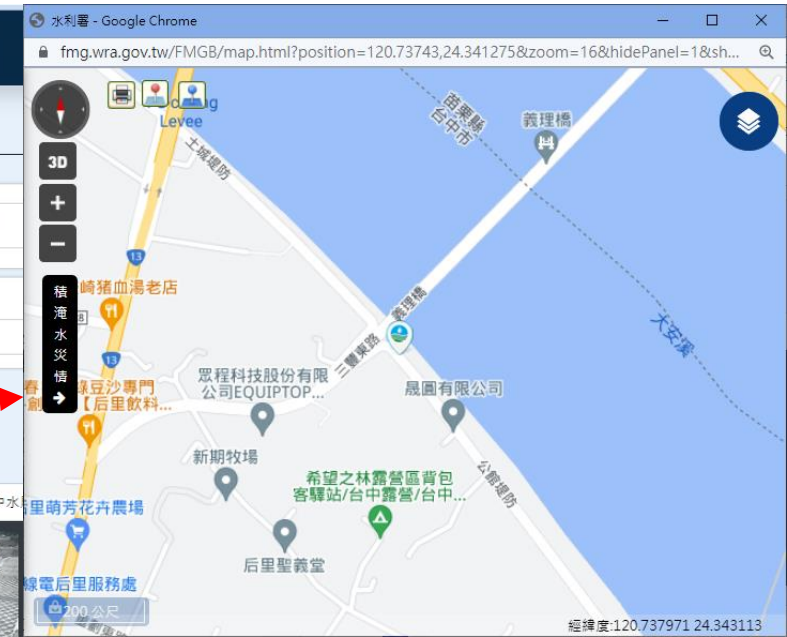 水利署 - Google Chrome
fmg.wra.gov.tw/FMGB/map.html?position=120.73743,24.341275&zoom=16&hidePanel=1&sh...
Levee
土城堤防
苗栗縣
台中市
義理橋
3D
+
−
13
積淹水災情
崎猪血湯老店
義理橋
大安溪
13
三豐東路
眾程科技股份有限
公司EQUIPTOP...
晟圓有限公司
綠豆沙專門
【后里飲料...
新期牧場
公館堤防
希望之林露營區背包
客驛站/台中露營/台中...
中水
里萌芳花卉農場
后里聖義堂
線電后里服務處
200 公尺
13
經緯度:120.737971 24.343113